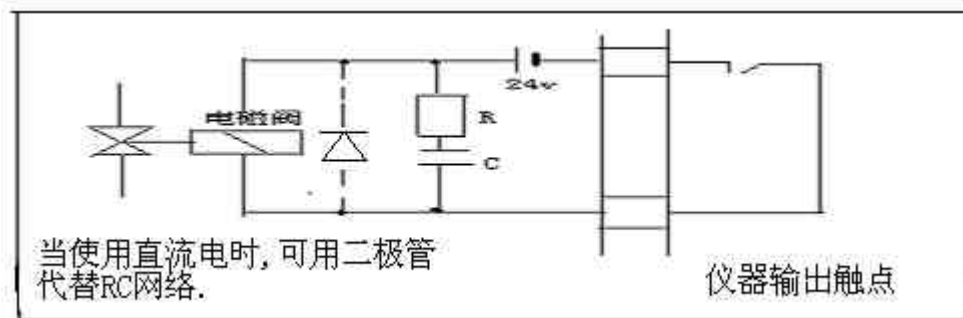 24v
电磁阀
R
C
当使用直流电时,可用二极管
代替RC网络.
仪器输出触点